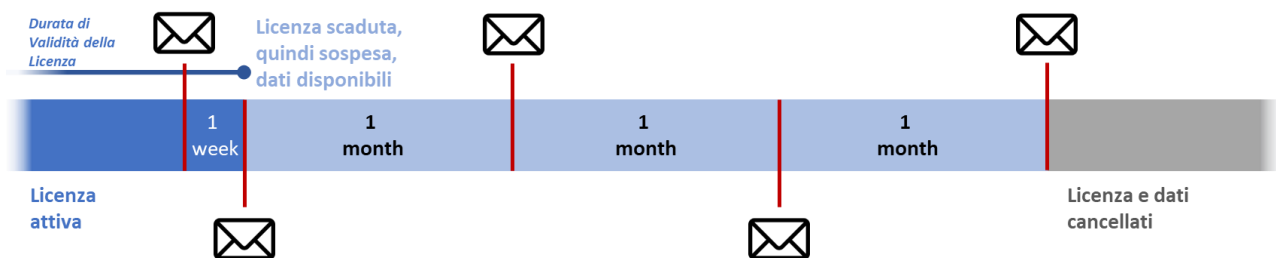 Durata di
Validità della
Licenza
Licenza scaduta,
quindi sospesa,
dati disponibili
1
week
1
month
1
month
1
month
Licenza
attiva
Licenza e dati
cancellati